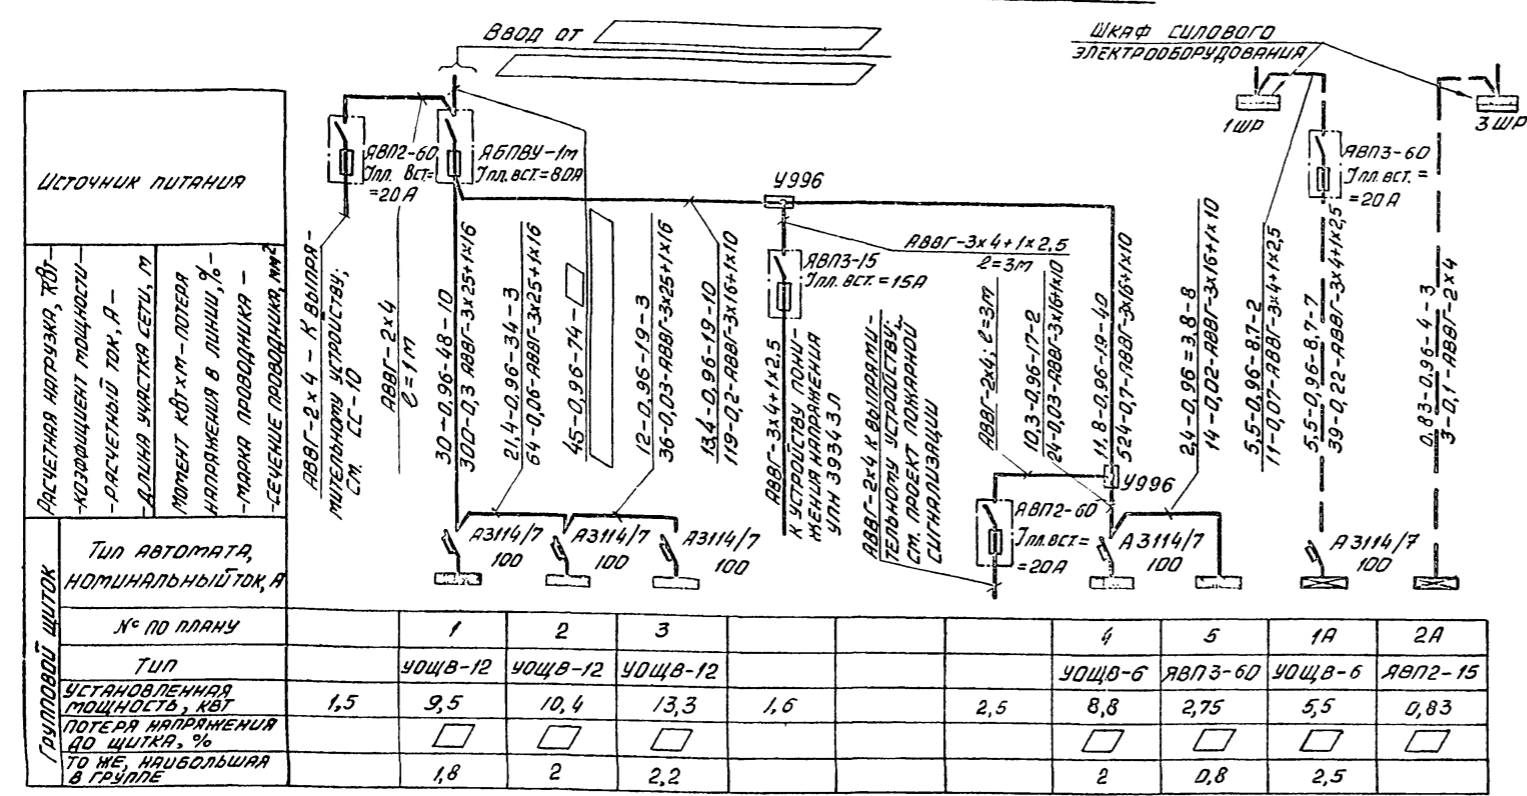 Ввод от
Шкаф силового
электрооборудования
1ШР
3ШР
Источник питания
ЯВП2-60
Iпл. вст.=
=20А
ЯБПВУ-1м
Iпл.вст.=80А
У996
АВВГ-3х4+1х2,5
ℓ=3м
ЯВП3-15
Iпл. вст.=15А
ЯВП3-60
Iпл. вст.=
=20А
Расчетная нагрузка, кВт-
-коэффициент мощности-
-расчетный ток, А-
-длина участка сети, м
Момент кВт×м-потеря
напряжения в линии,%-
-марка проводника-
-сечение проводника, мм²
АВВГ-2х4 - к выпря-
мительному устройству;
см. СС-10
АВВГ-2х4
ℓ=1м
30-0,96-48-10
300-0,3 АВВГ-3х25+1х16
21,4-0,96-34-3
64-0,06-АВВГ-3х25+1х16
45-0,96-74-
12-0,96-19-3
36-0,03-АВВГ-3х25+1х16
13,4-0,96-19-10
119-0,2-АВВГ-3х16+1х10
АВВГ-3х4+1х2,5
к устройству пони-
жения напряжения
УПН 3934 3.Л
АВВГ-2х4 к выпрями-
тельному устройству;
см. проект пожарной
сигнализации
АВВГ-2х4; ℓ=3м
10,3-0,96-17-2
24-0,03-АВВГ-3х16+1х10
11,8-0,96-19-40
524-0,7-АВВГ-3х16+1х10
2,4-0,96=3,8-8
14-0,02-АВВГ-3х16+1х10
5,5-0,96-8,7-2
11-0,07-АВВГ-3х4+1х2,5
5,5-0,96-8,7-7
39-0,22-АВВГ-3х4+1х2,5
0,83-0,96-4-3
3-0,1-АВВГ-2х4
У996
ЯВП2-60
Iпл.вст.=
=20А
А3114/7
100
А3114/7
100
А3114/7
100
А3114/7
100
А3114/7
100
Групповой щиток
Тип автомата,
номинальный ток, А
№ по плану 1 2 3 4 5 1А 2А
Тип УОЩВ-12 УОЩВ-12 УОЩВ-12 УОЩВ-6 ЯВП3-60 УОЩВ-6 ЯВП2-15
Установленная
мощность, кВт 1,5 9,5 10,4 13,3 1,6 2,5 8,8 2,75 5,5 0,83
Потеря напряжения
до щитка, %
То же, наибольшая
в группе 1,8 2 2,2 2 0,8 2,5